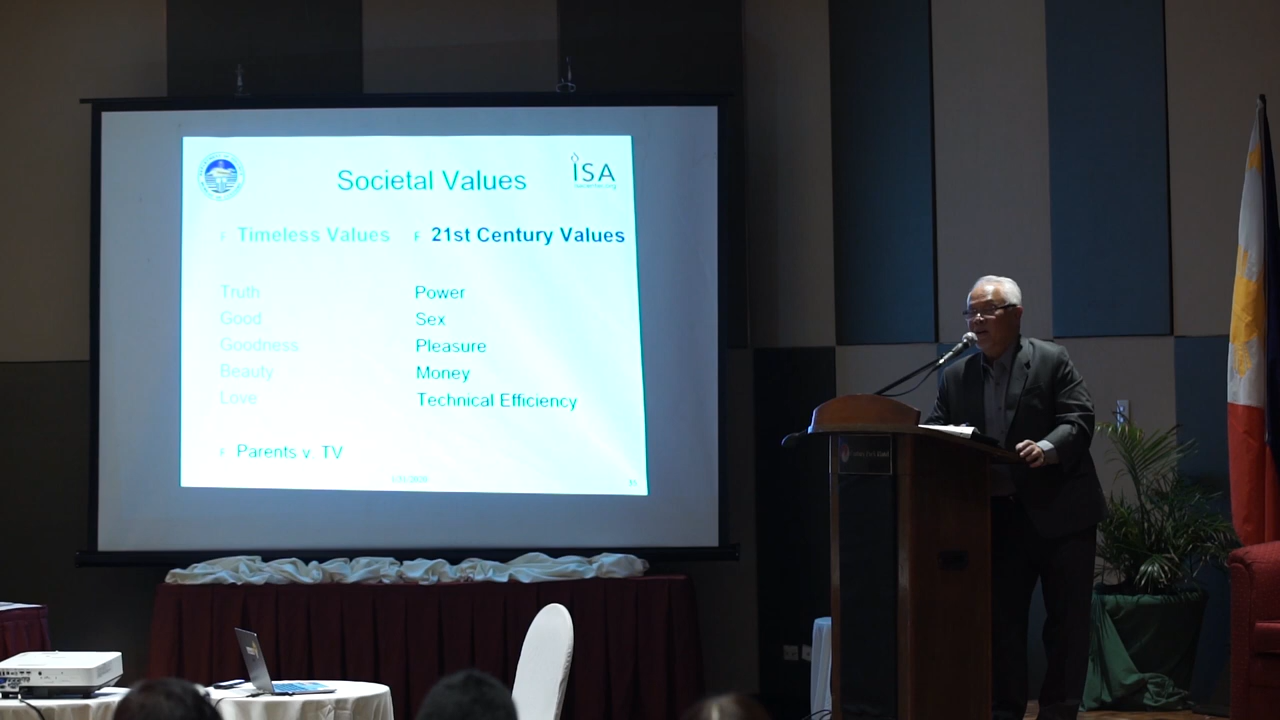 Societal Values
ISA
Timeless Values
21st Century Values
Truth
Good
Goodness
Beauty
Love
Power
Sex
Pleasure
Money
Technical Efficiency
Parents v. TV